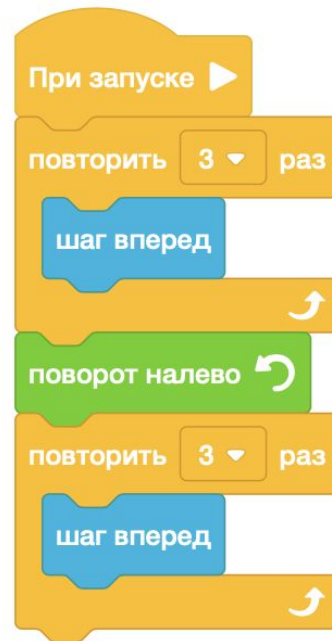 При запуске
повторить 3 раз
шаг вперед
поворот налево
повторить 3 раз
шаг вперед